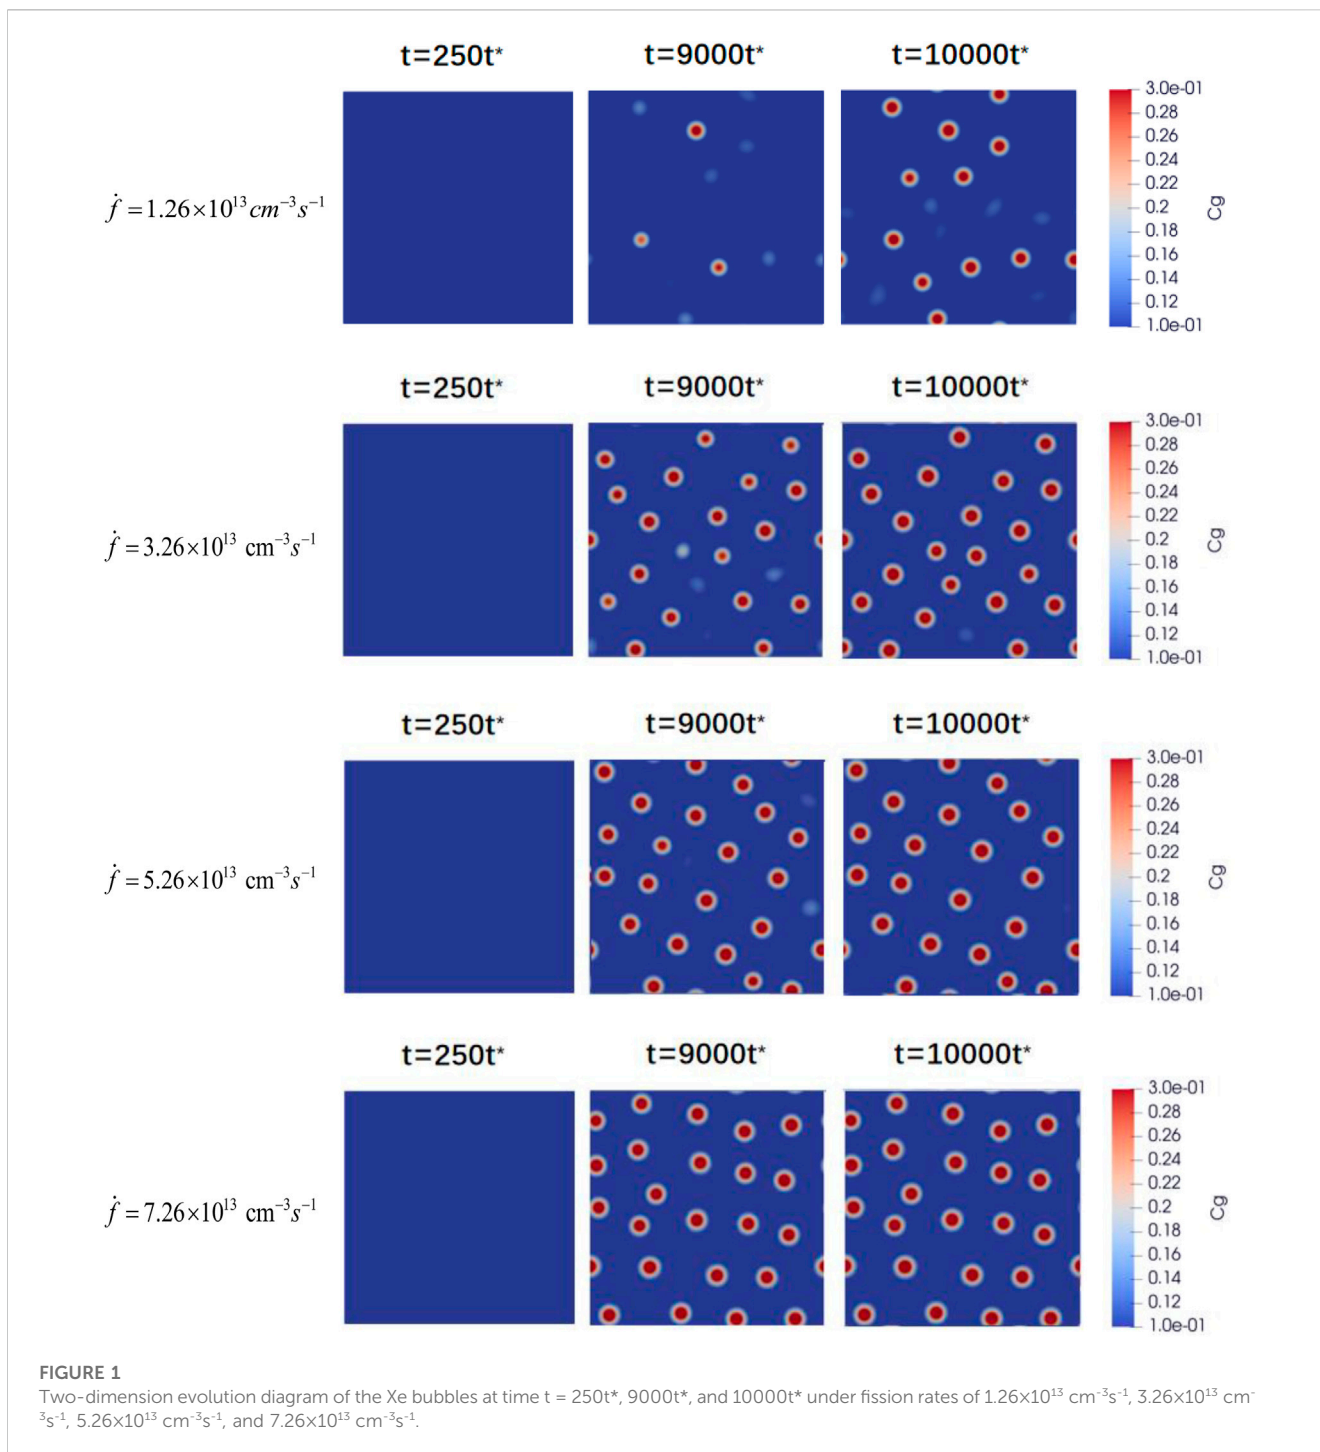 t=250t* t=9000t* t=10000t*
ḟ=1.26×10¹³cm⁻³s⁻¹
3.0e-01
0.28
0.26
0.24
0.22
0.2
0.18
0.16
0.14
0.12
1.0e-01
Cg
t=250t* t=9000t* t=10000t*
ḟ=3.26×10¹³ cm⁻³s⁻¹
3.0e-01
0.28
0.26
0.24
0.22
0.2
0.18
0.16
0.14
0.12
1.0e-01
Cg
t=250t* t=9000t* t=10000t*
ḟ=5.26×10¹³ cm⁻³s⁻¹
3.0e-01
0.28
0.26
0.24
0.22
0.2
0.18
0.16
0.14
0.12
1.0e-01
Cg
t=250t* t=9000t* t=10000t*
ḟ=7.26×10¹³ cm⁻³s⁻¹
3.0e-01
0.28
0.26
0.24
0.22
0.2
0.18
0.16
0.14
0.12
1.0e-01
Cg
FIGURE 1
Two-dimension evolution diagram of the Xe bubbles at time t = 250t*, 9000t*, and 10000t* under fission rates of 1.26×10¹³ cm⁻³s⁻¹, 3.26×10¹³ cm⁻
³s⁻¹, 5.26×10¹³ cm⁻³s⁻¹, and 7.26×10¹³ cm⁻³s⁻¹.